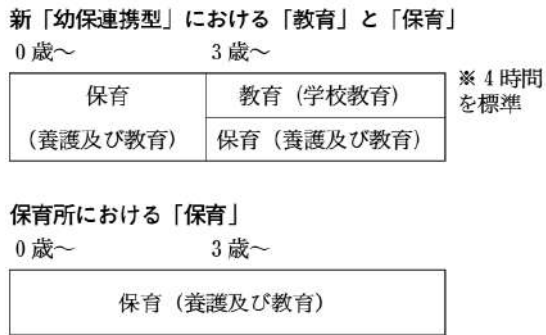 新「幼保連携型」における「教育」と「保育」
0歳～ 3歳～
保育 教育（学校教育） ※4時間
を標準
（養護及び教育） 保育（養護及び教育）
保育所における「保育」
0歳～ 3歳～
保育（養護及び教育）